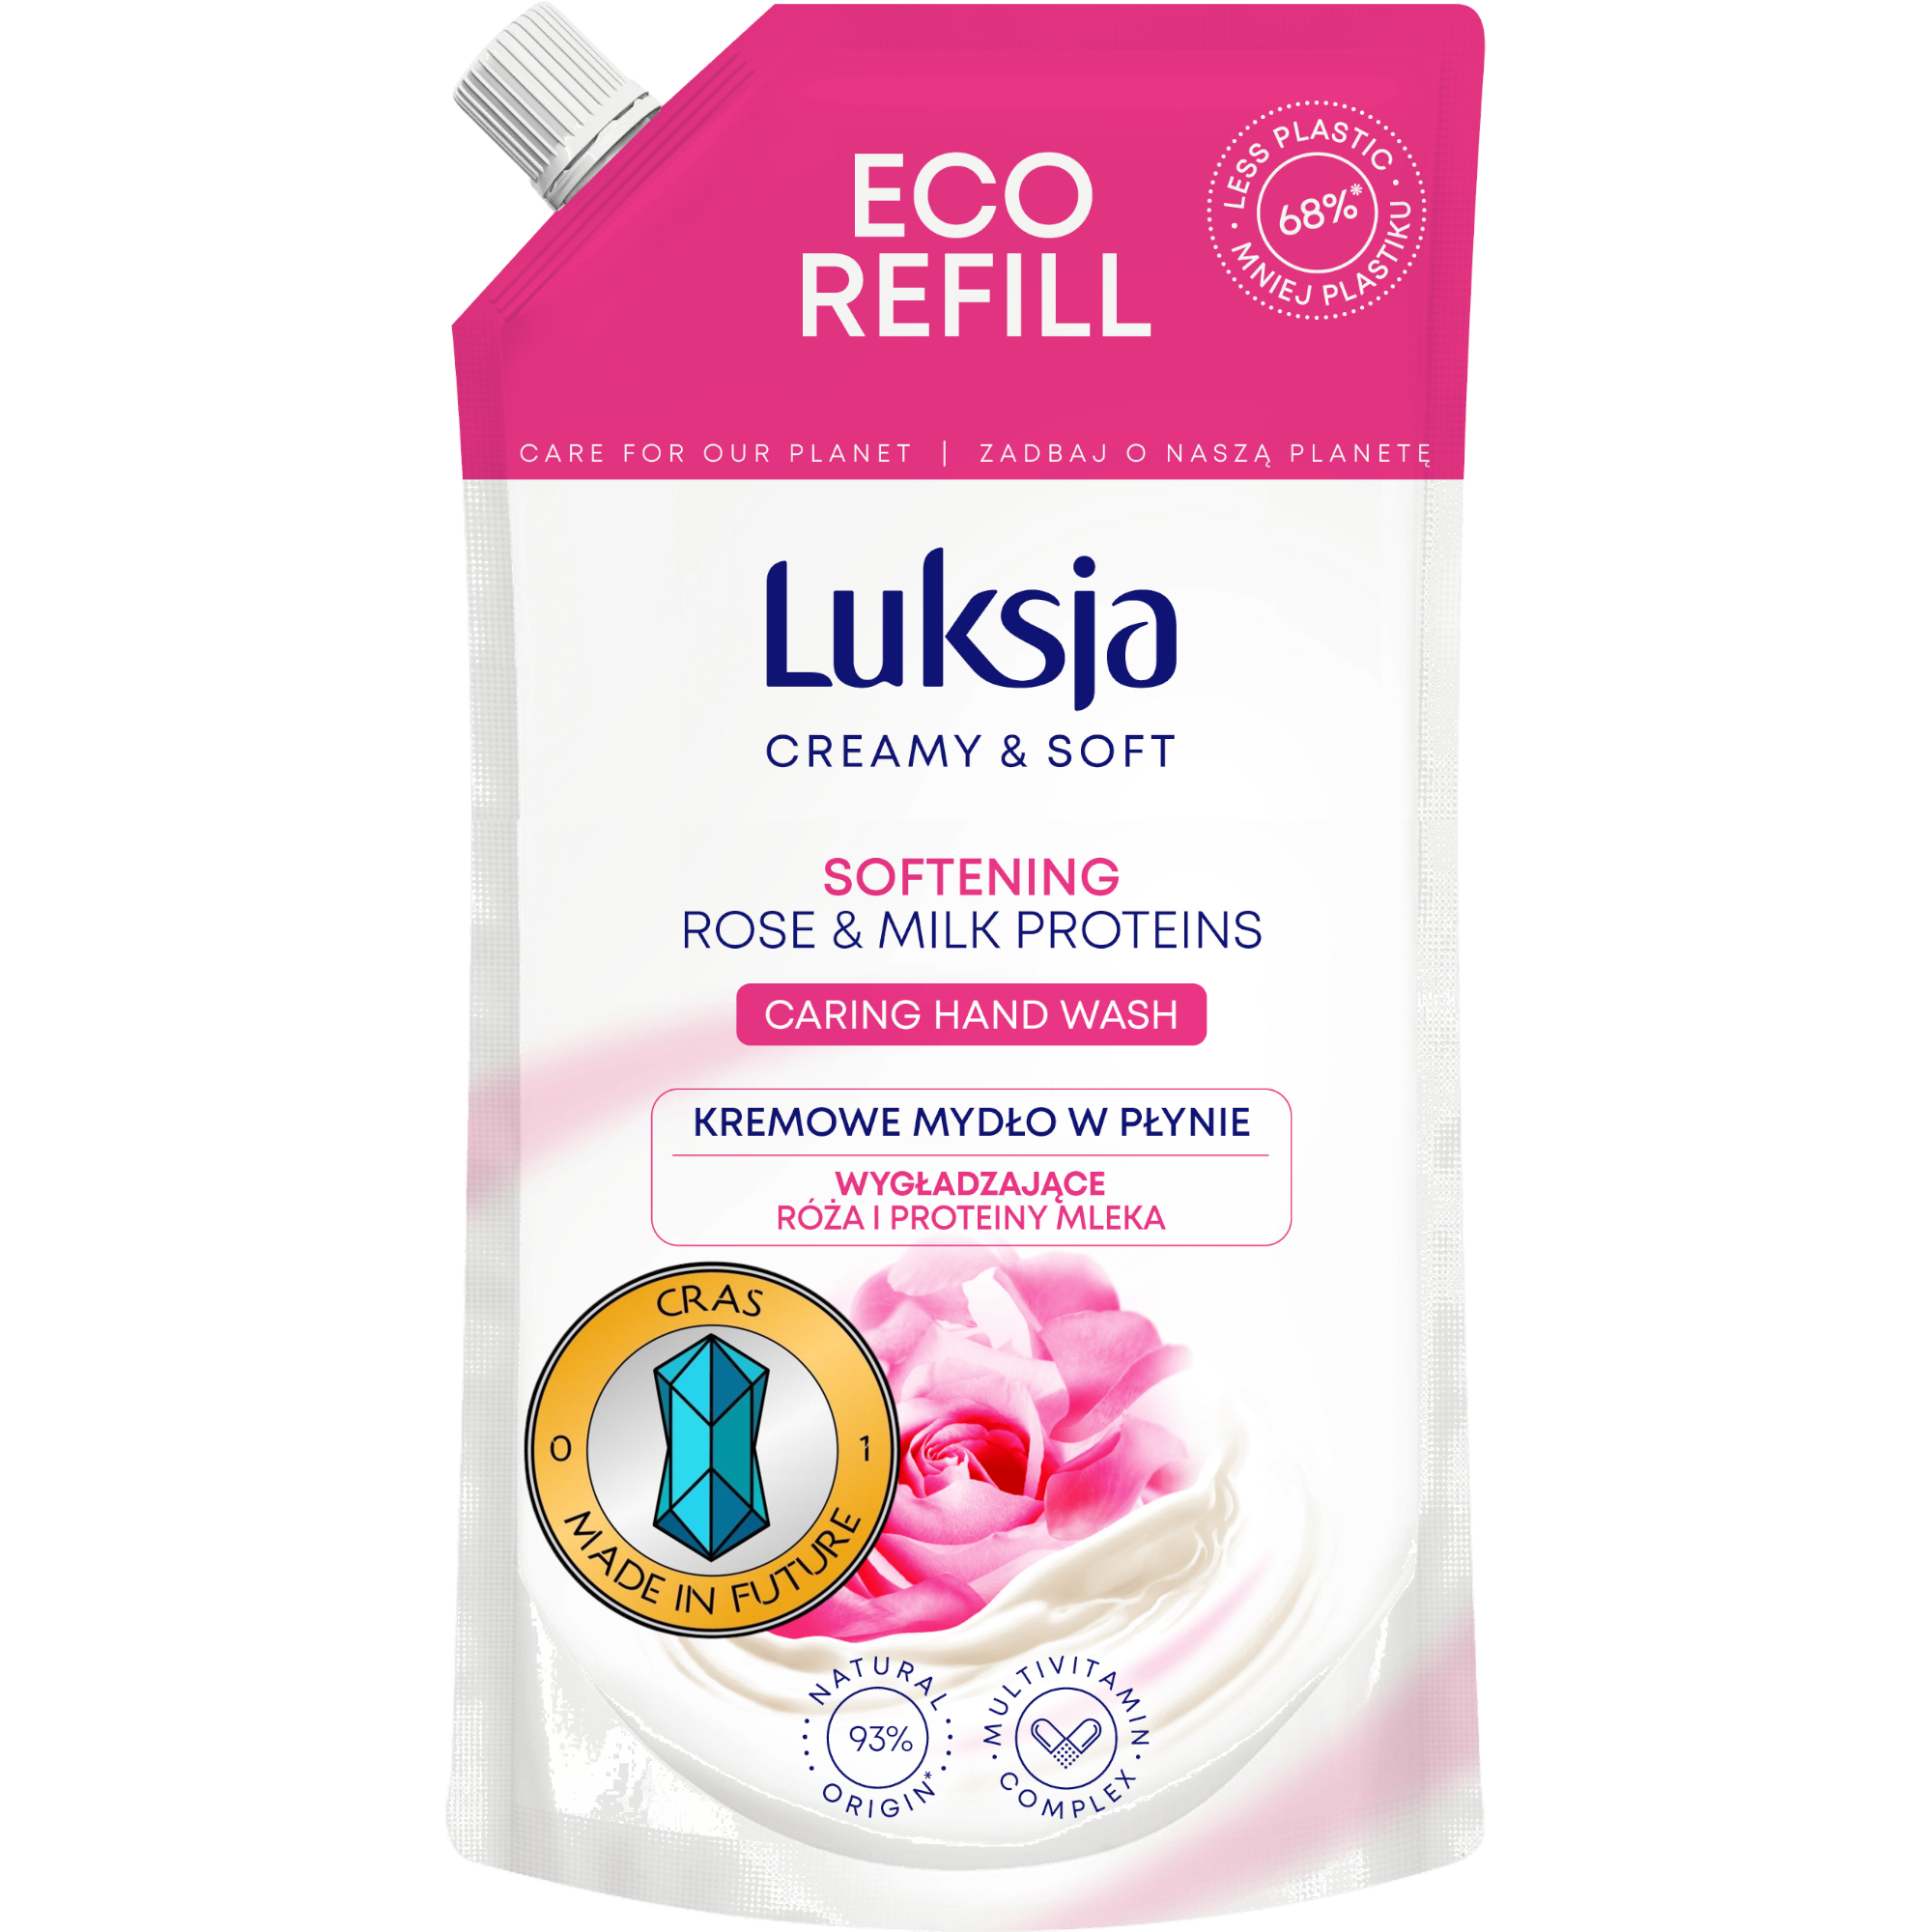 ECO
REFILL
LESS PLASTIC
68%*
MNIEJ PLASTIKU
CARE FOR OUR PLANET | ZADBAJ O NASZĄ PLANETĘ
Luksja
CREAMY & SOFT
SOFTENING
ROSE & MILK PROTEINS
CARING HAND WASH
KREMOWE MYDŁO W PŁYNIE
WYGŁADZAJĄCE
RÓŻA I PROTEINY MLEKA
CRAS
0 1
MADE IN FUTURE
NATURAL
93%
ORIGIN*
MULTIVITAMIN
COMPLEX